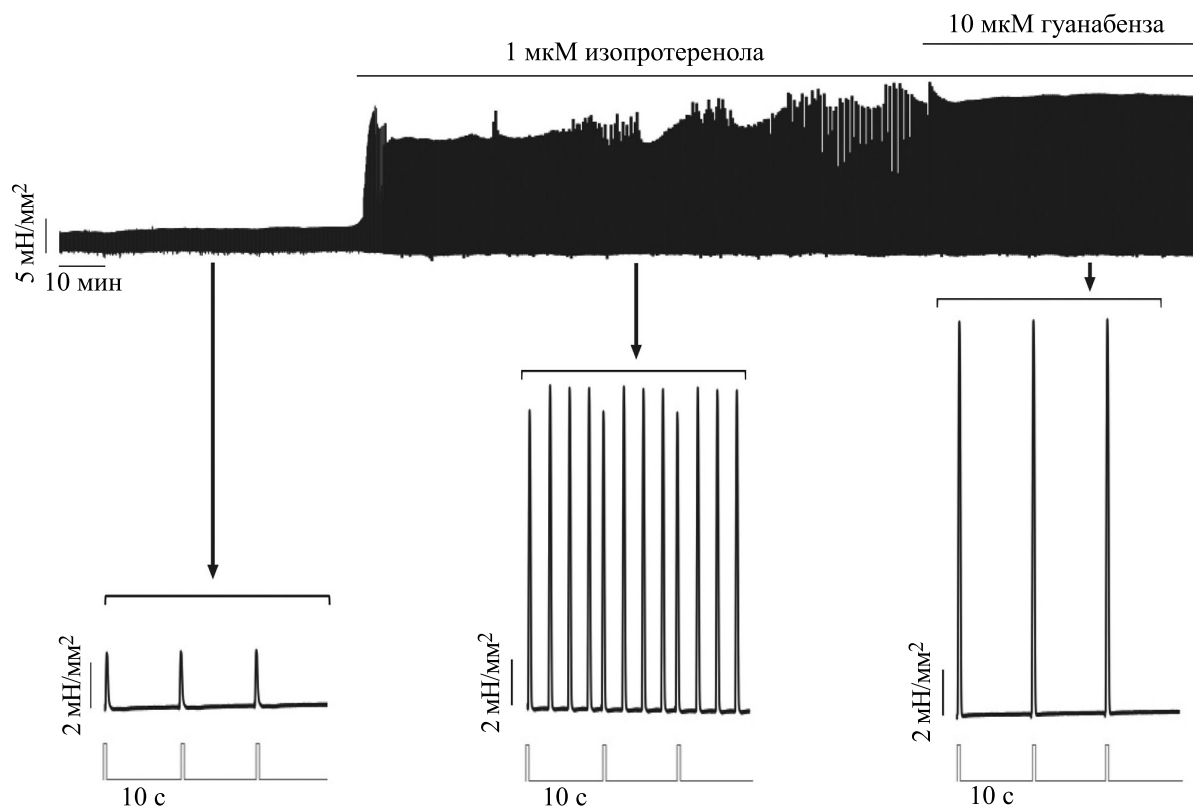 10 мкМ гуанабенза
1 мкМ изопротеренола
5 мН/мм²
10 мин
2 мН/мм²
2 мН/мм²
2 мН/мм²
10 с
10 с
10 с